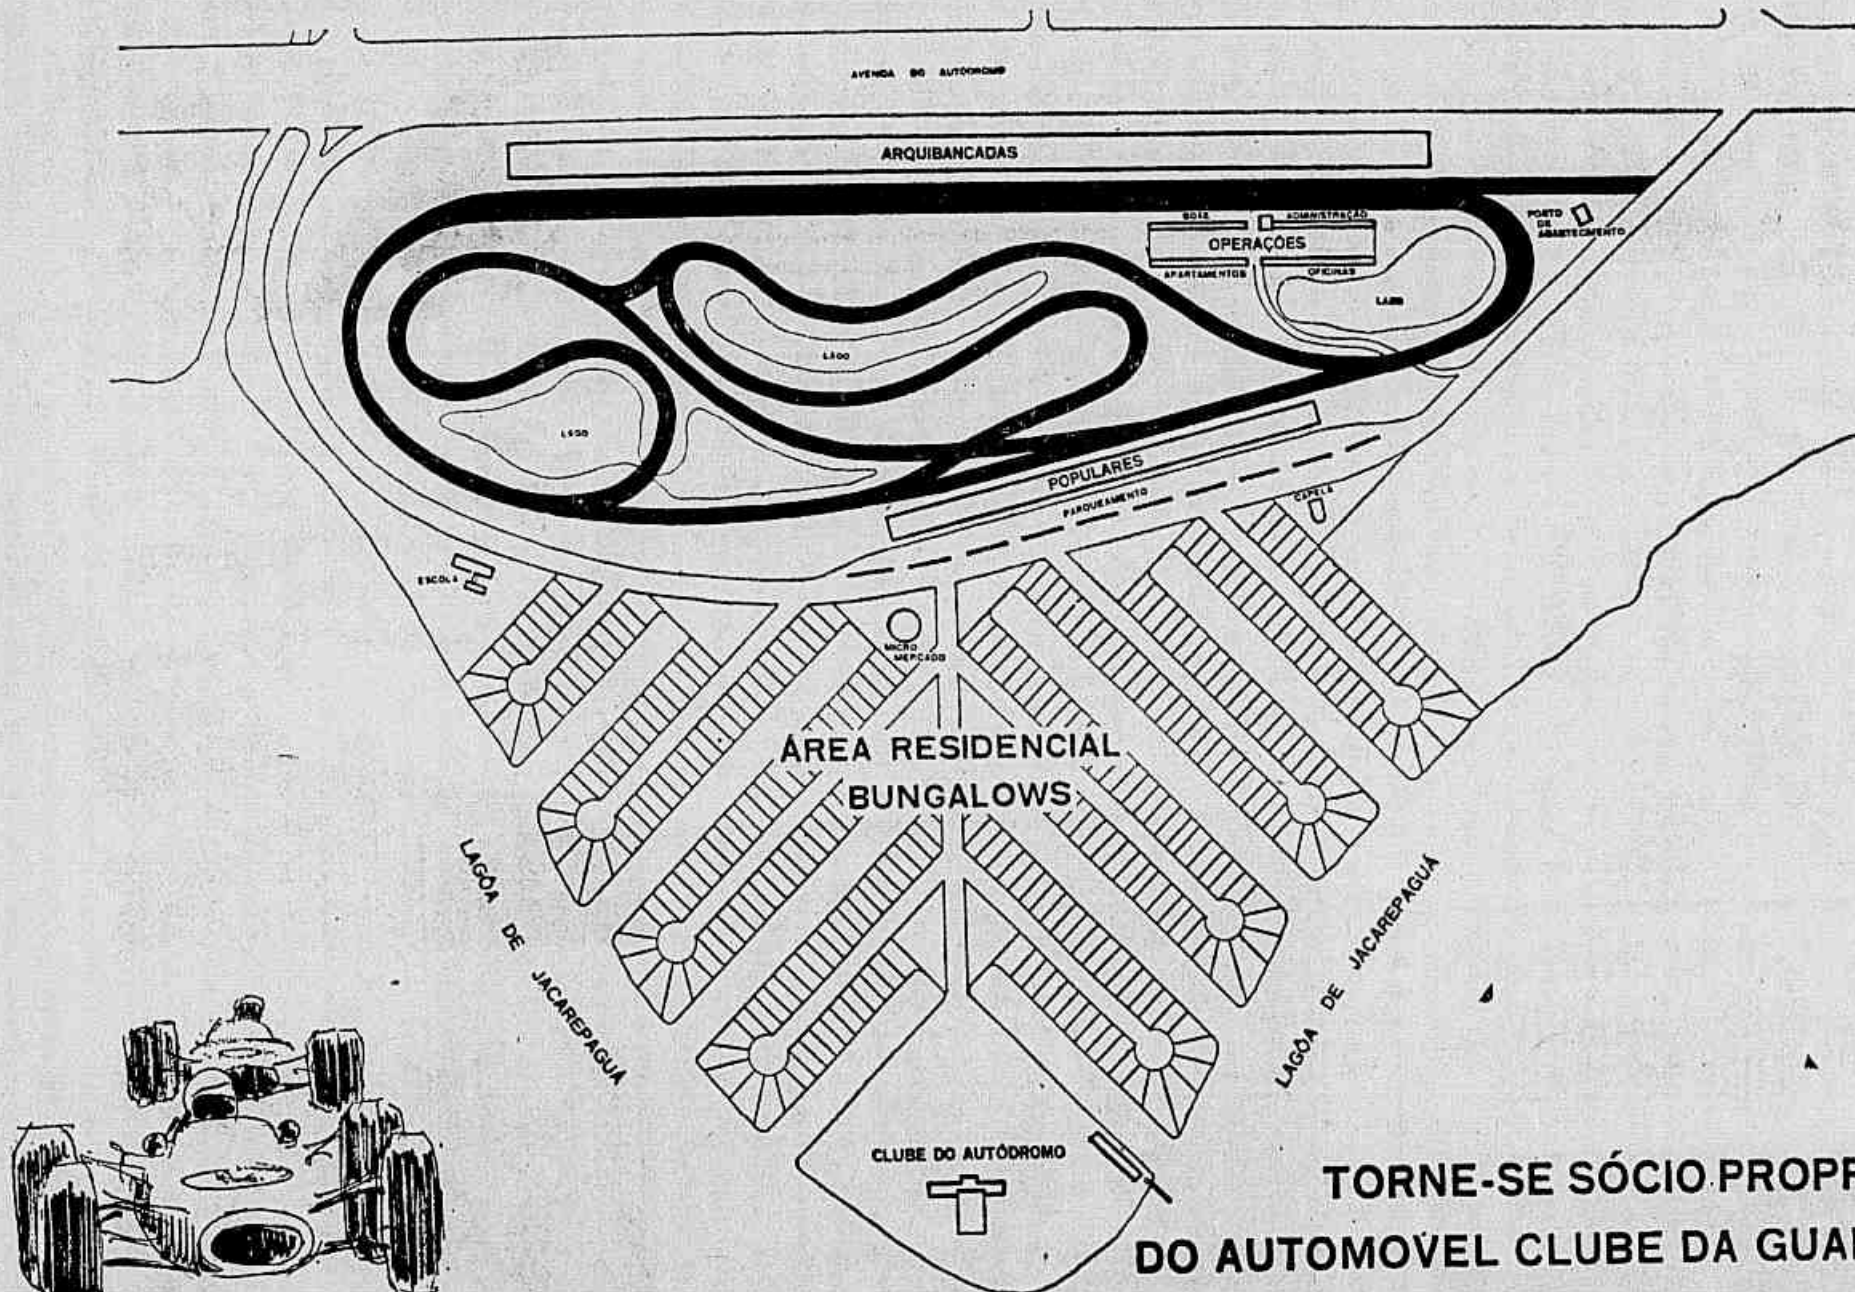 AVENIDA DO AUTÓDROMO
ARQUIBANCADAS
BOXES
ADMINISTRAÇÃO
OPERAÇÕES
APARTAMENTOS
OFICINAS
PORTO
DE
ABASTECIMENTO
LAGO
LAGO
LAGO
POPULARES
PARQUEAMENTO
CAPELA
ESCOLA
MICRO
MERCADO
ÁREA RESIDENCIAL
BUNGALOWS
LAGÔA DE JACAREPAGUÁ
LAGÔA DE JACAREPAGUÁ
CLUBE DO AUTÓDROMO
TORNE-SE SÓCIO PROPR
DO AUTOMOVEL CLUBE DA GUA